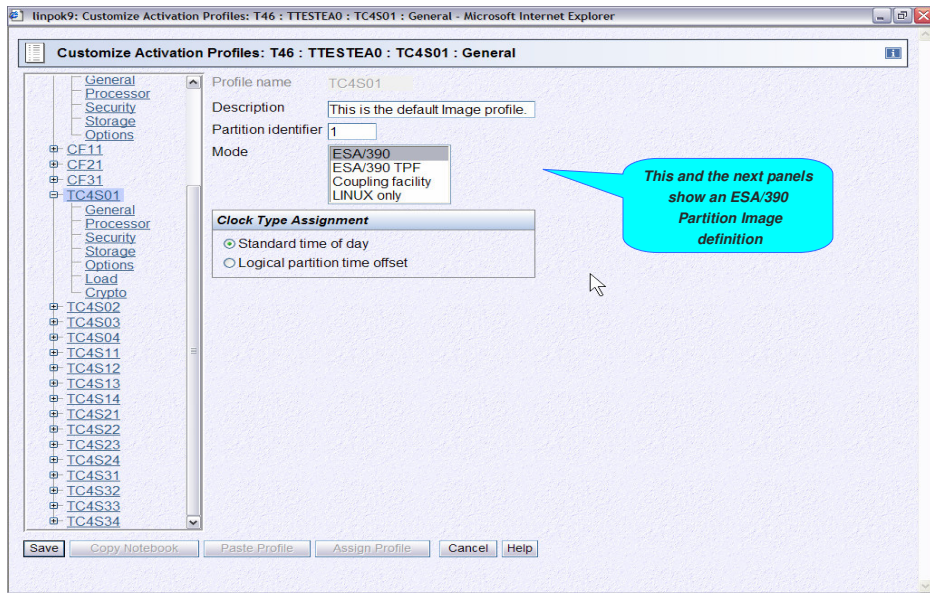 linpok9: Customize Activation Profiles: T46 : TTESTEA0 : TC4S01 : General - Microsoft Internet Explorer
Customize Activation Profiles: T46 : TTESTEA0 : TC4S01 : General
General
Processor
Security
Storage
Options
CF11
CF21
CF31
TC4S01
General
Processor
Security
Storage
Options
Load
Crypto
TC4S02
TC4S03
TC4S04
TC4S11
TC4S12
TC4S13
TC4S14
TC4S21
TC4S22
TC4S23
TC4S24
TC4S31
TC4S32
TC4S33
TC4S34
Profile name TC4S01
Description This is the default Image profile.
Partition identifier 1
Mode ESA/390
ESA/390 TPF
Coupling facility
LINUX only
Clock Type Assignment
Standard time of day
Logical partition time offset
This and the next panels
show an ESA/390
Partition Image
definition
Save Copy Notebook Paste Profile Assign Profile Cancel Help